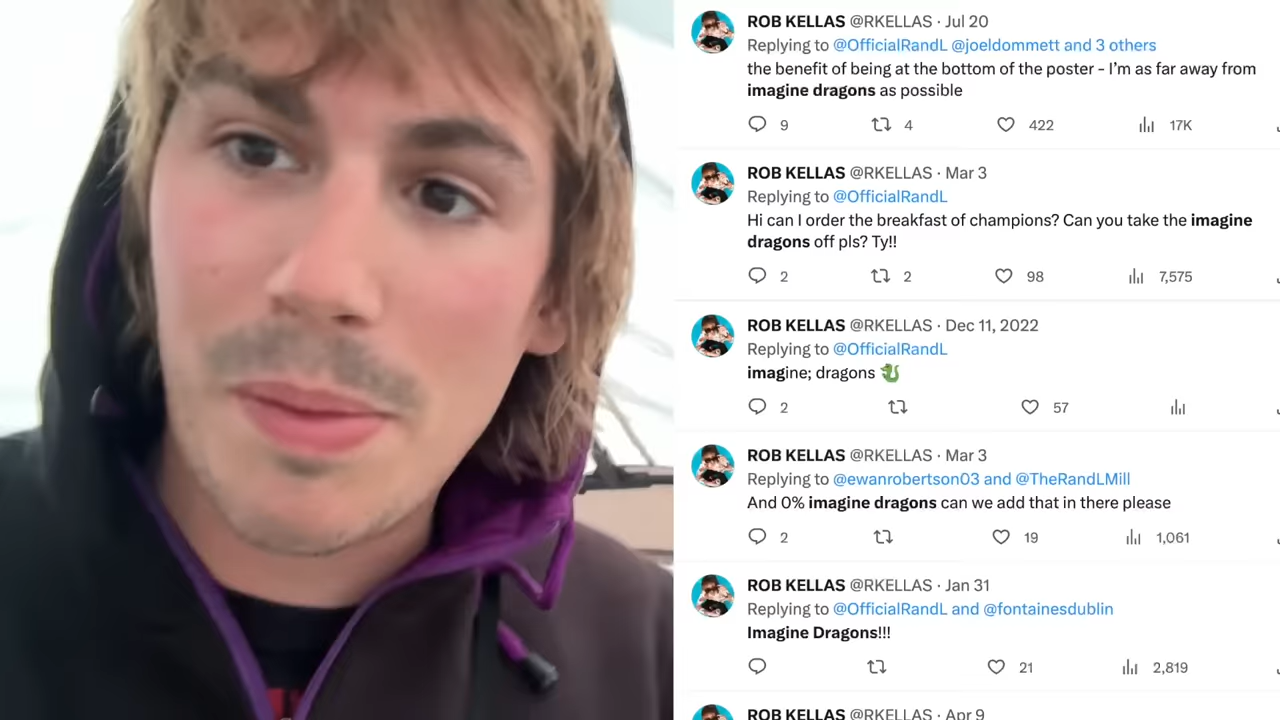 ROB KELLAS @RKELLAS · Jul 20
Replying to @OfficialRandL @joeldommett and 3 others
the benefit of being at the bottom of the poster - I'm as far away from
imagine dragons as possible
9 4 422 17K
ROB KELLAS @RKELLAS · Mar 3
Replying to @OfficialRandL
Hi can I order the breakfast of champions? Can you take the imagine
dragons off pls? Ty!!
2 2 98 7,575
ROB KELLAS @RKELLAS · Dec 11, 2022
Replying to @OfficialRandL
imagine; dragons 🐉
2 57
ROB KELLAS @RKELLAS · Mar 3
Replying to @ewanrobertson03 and @TheRandLMill
And 0% imagine dragons can we add that in there please
2 19 1,061
ROB KELLAS @RKELLAS · Jan 31
Replying to @OfficialRandL and @fontainesdublin
Imagine Dragons!!!
21 2,819
ROB KELLAS @RKELLAS · Apr 9